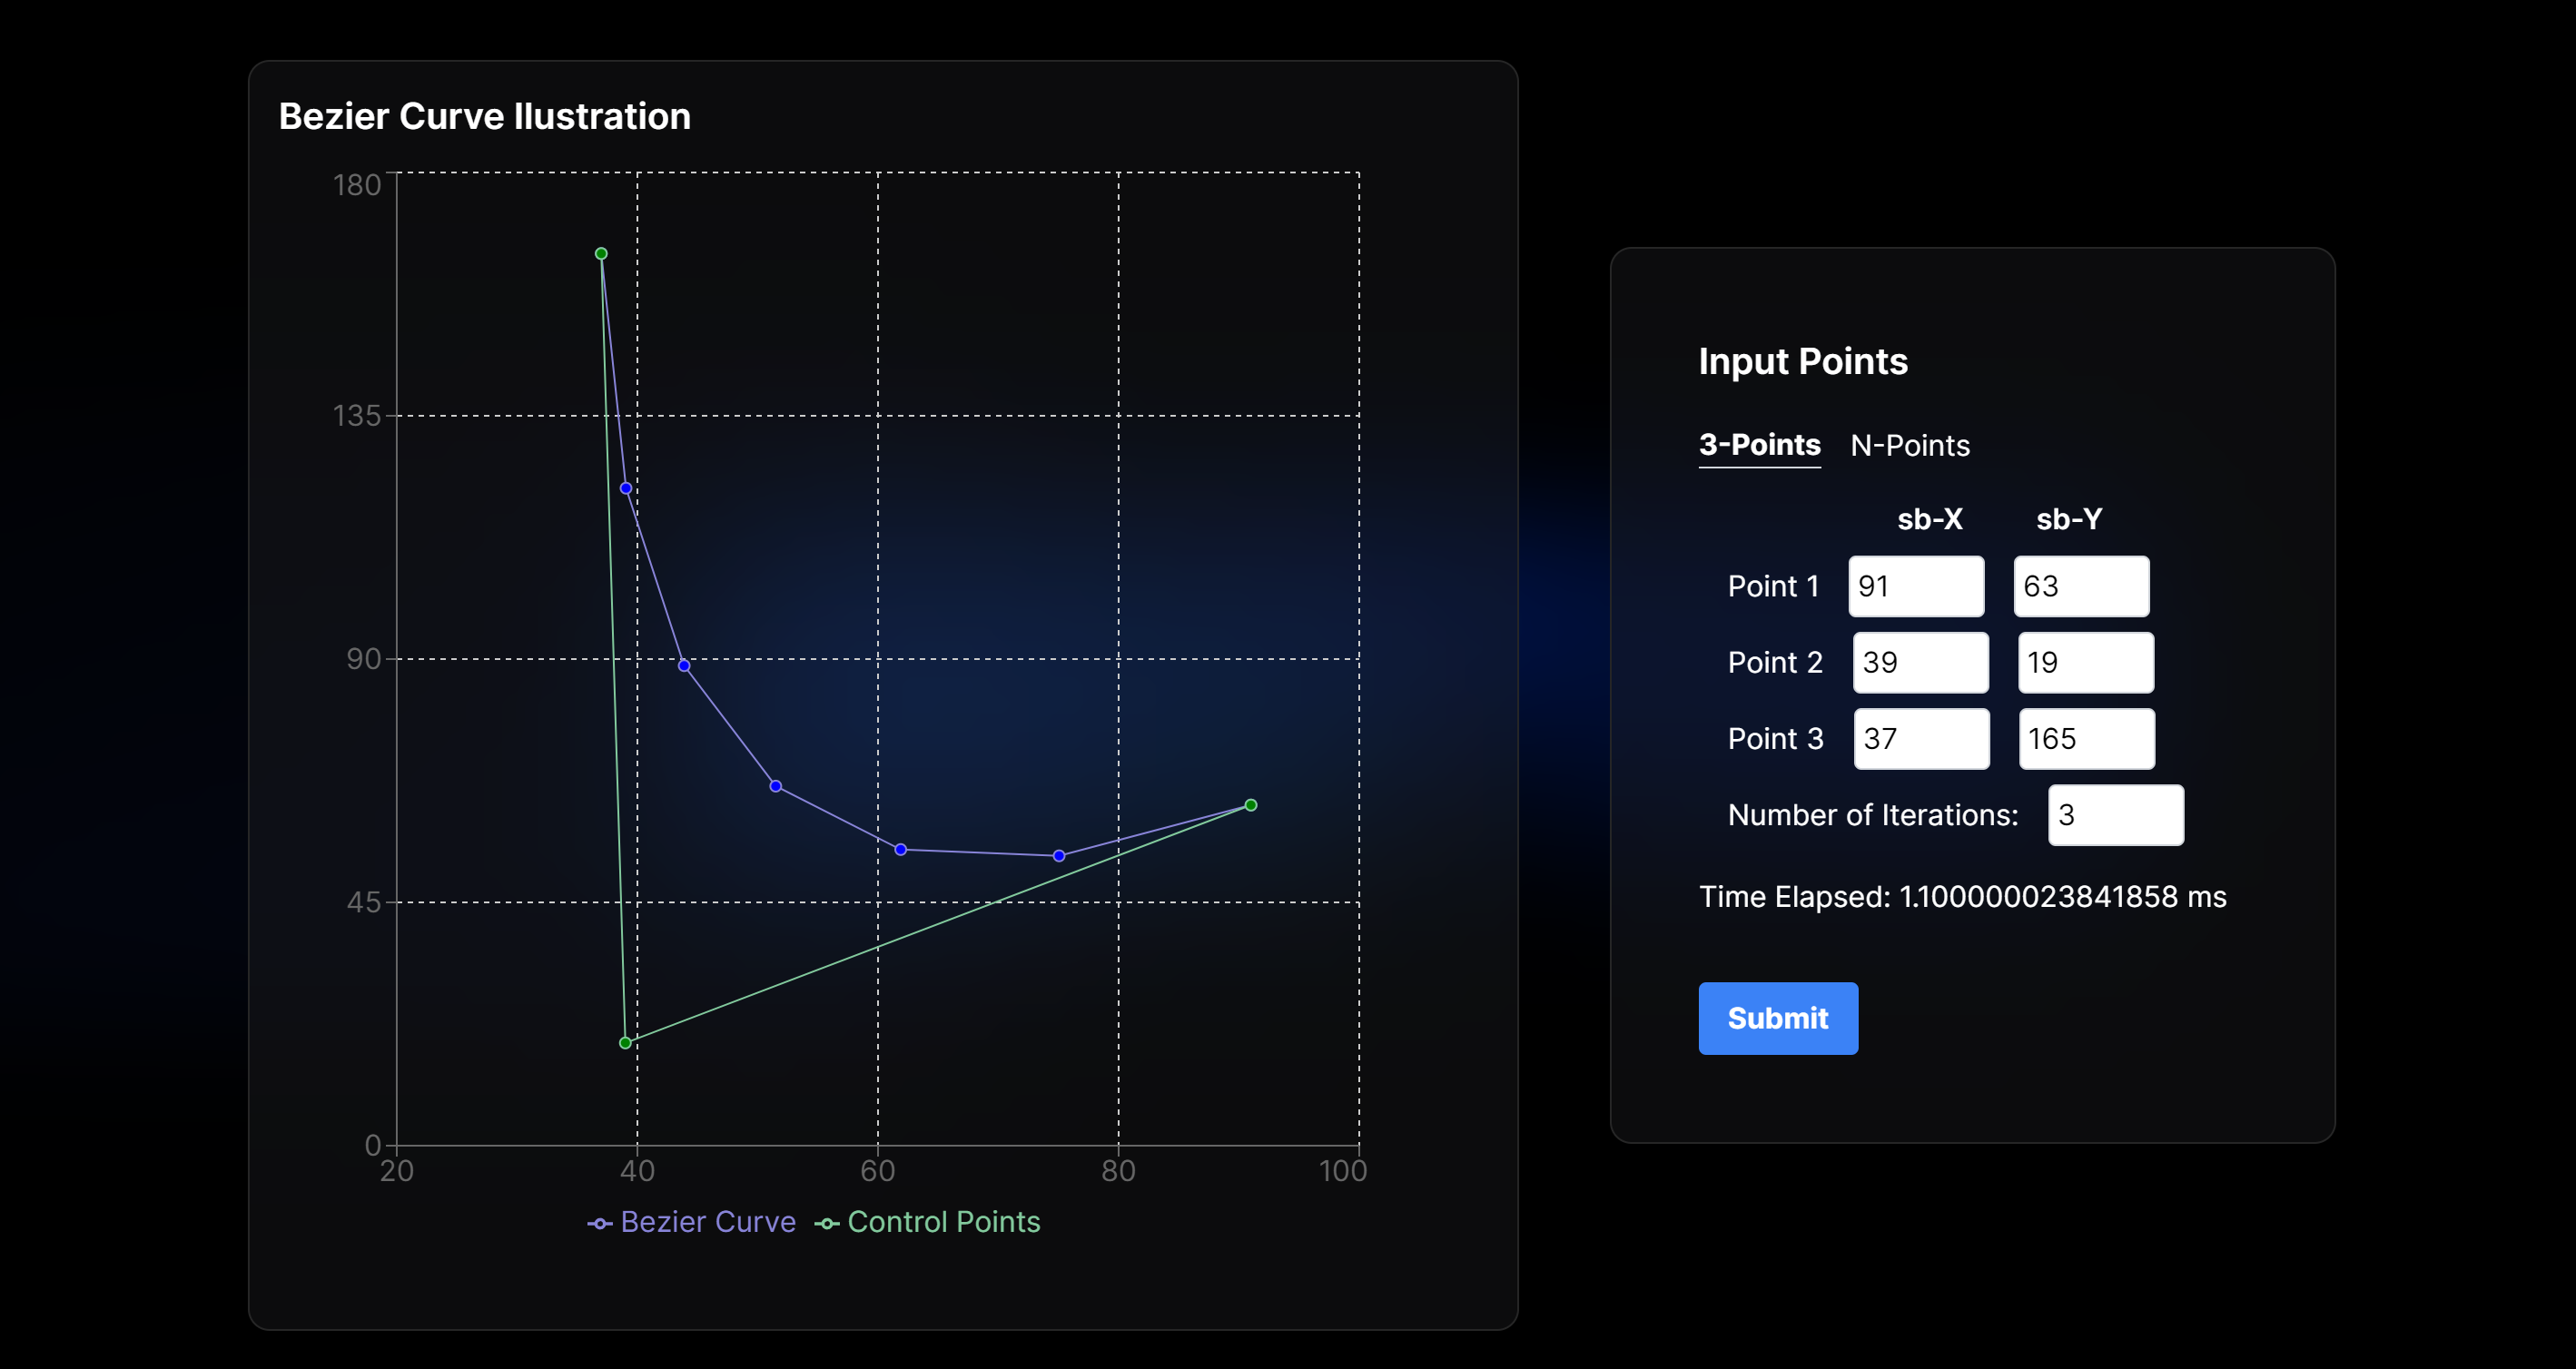 Bezier Curve Ilustration
180
135
90
45
0
20 40 60 80 100
Bezier Curve Control Points
Input Points
3-Points N-Points
sb-X sb-Y
Point 1 91 63
Point 2 39 19
Point 3 37 165
Number of Iterations: 3
Time Elapsed: 1.100000023841858 ms
Submit